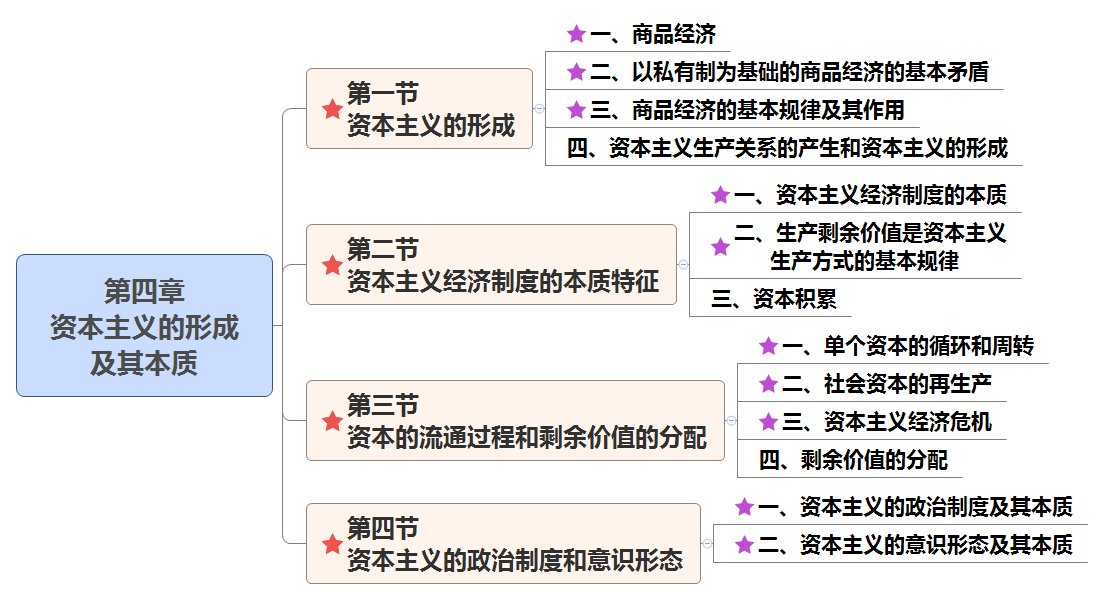 第四章
资本主义的形成
及其本质
第一节
资本主义的形成
一、商品经济
二、以私有制为基础的商品经济的基本矛盾
三、商品经济的基本规律及其作用
四、资本主义生产关系的产生和资本主义的形成
第二节
资本主义经济制度的本质特征
一、资本主义经济制度的本质
二、生产剩余价值是资本主义
生产方式的基本规律
三、资本积累
第三节
资本的流通过程和剩余价值的分配
一、单个资本的循环和周转
二、社会资本的再生产
三、资本主义经济危机
四、剩余价值的分配
第四节
资本主义的政治制度和意识形态
一、资本主义的政治制度及其本质
二、资本主义的意识形态及其本质